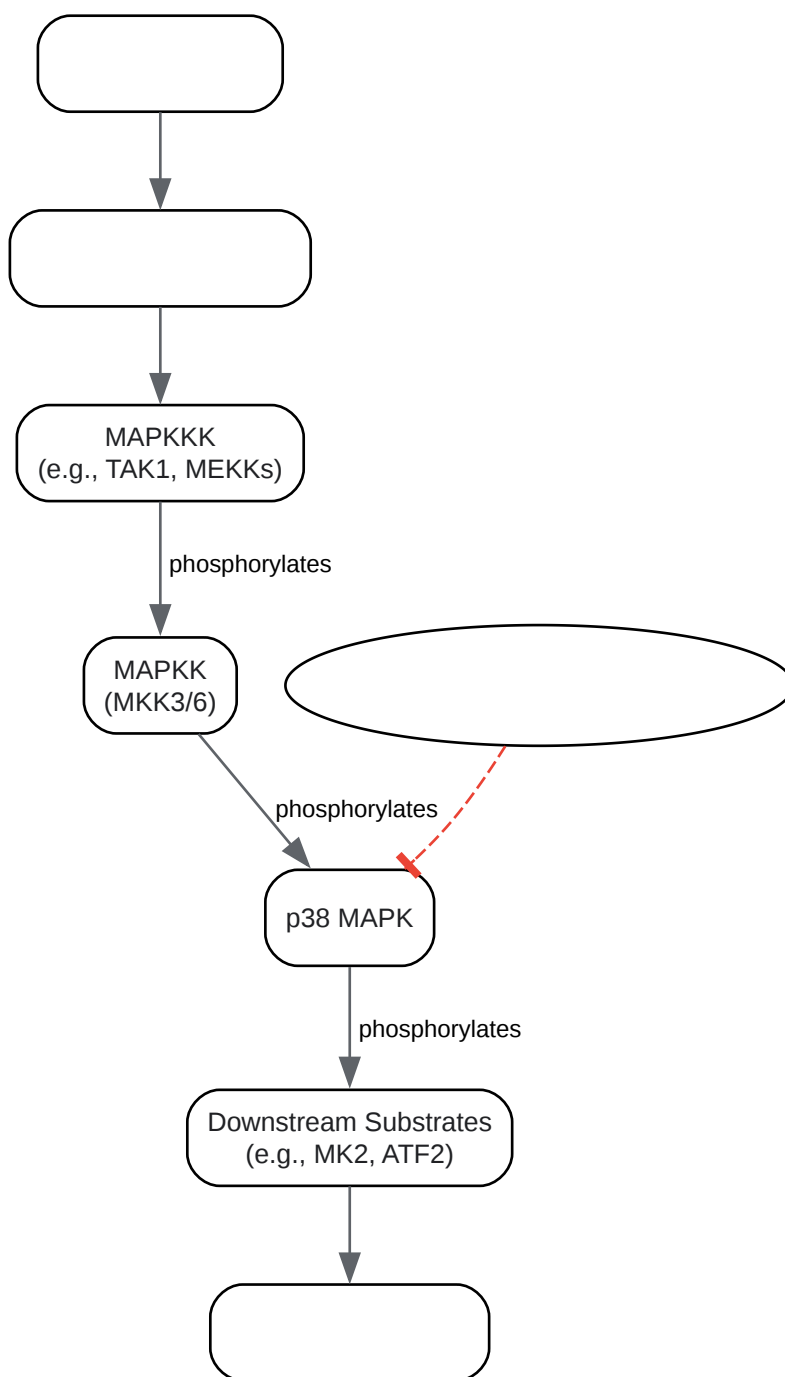 MAPKKK
(e.g., TAK1, MEKKs)
phosphorylates
MAPKK
(MKK3/6)
phosphorylates
p38 MAPK
phosphorylates
Downstream Substrates
(e.g., MK2, ATF2)